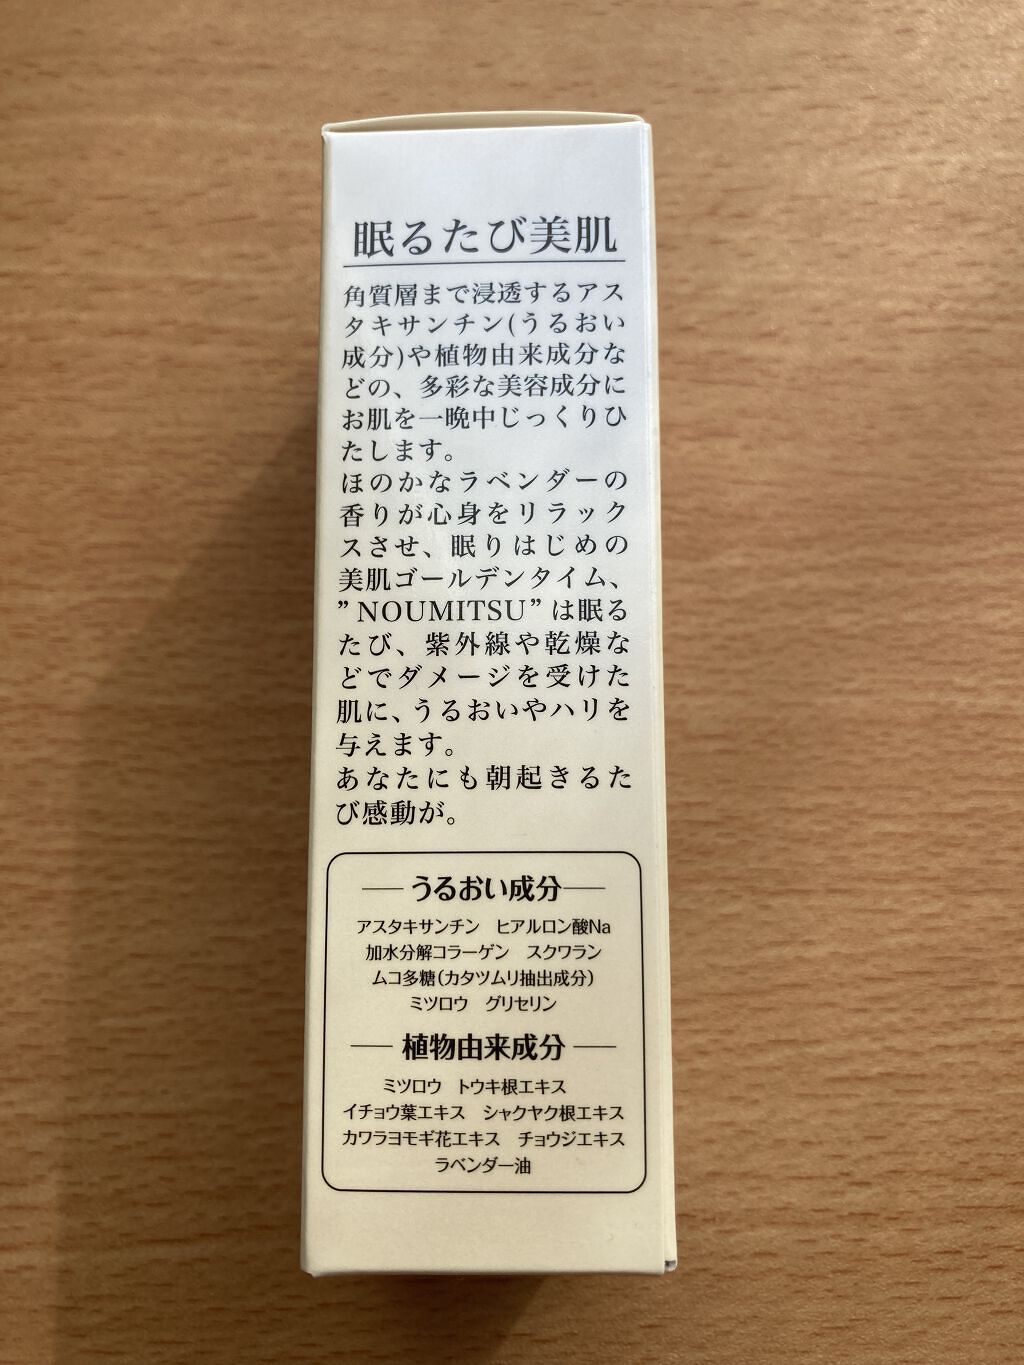 眠るたび美肌
角質層まで浸透するアス
タキサンチン(うるおい
成分)や植物由来成分な
どの、多彩な美容成分に
お肌を一晩中じっくりひ
たします。
ほのかなラベンダーの
香りが心身をリラック
スさせ、眠りはじめの
美肌ゴールデンタイム、
”NOUMITSU”は眠る
たび、紫外線や乾燥な
どでダメージを受けた
肌に、うるおいやハリを
与えます。
あなたにも朝起きるた
び感動が。
うるおい成分
アスタキサンチン ヒアルロン酸Na
加水分解コラーゲン スクワラン
ムコ多糖(カタツムリ抽出成分)
ミツロウ グリセリン
植物由来成分
ミツロウ トウキ根エキス
イチョウ葉エキス シャクヤク根エキス
カワラヨモギ花エキス チョウジエキス
ラベンダー油